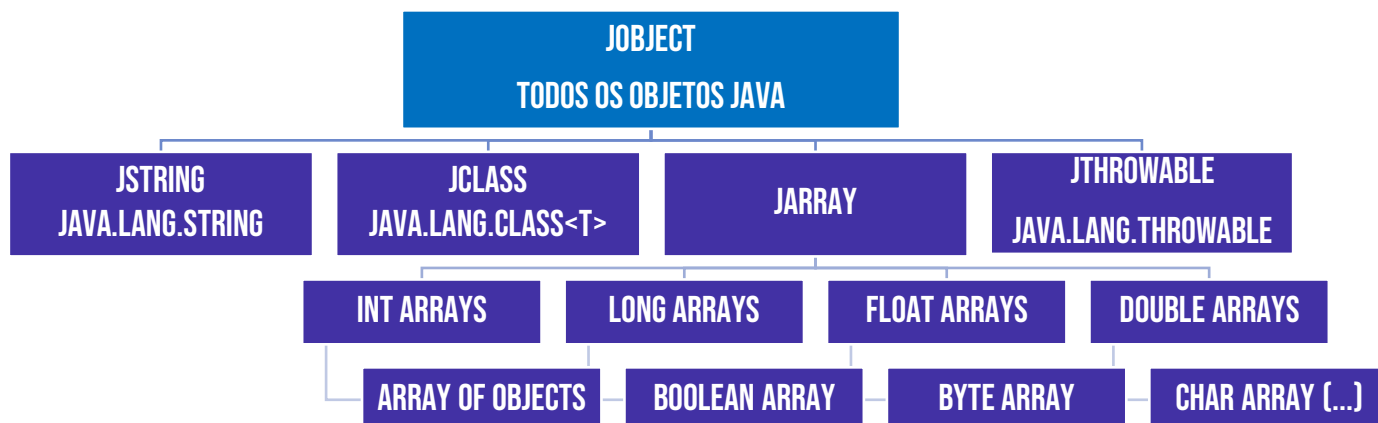 JOBJECT
TODOS OS OBJETOS JAVA
JSTRING
JAVA.LANG.STRING
JCLASS
JAVA.LANG.CLASS<T>
JARRAY
JTHROWABLE
JAVA.LANG.THROWABLE
INT ARRAYS
LONG ARRAYS
FLOAT ARRAYS
DOUBLE ARRAYS
ARRAY OF OBJECTS
BOOLEAN ARRAY
BYTE ARRAY
CHAR ARRAY (...)